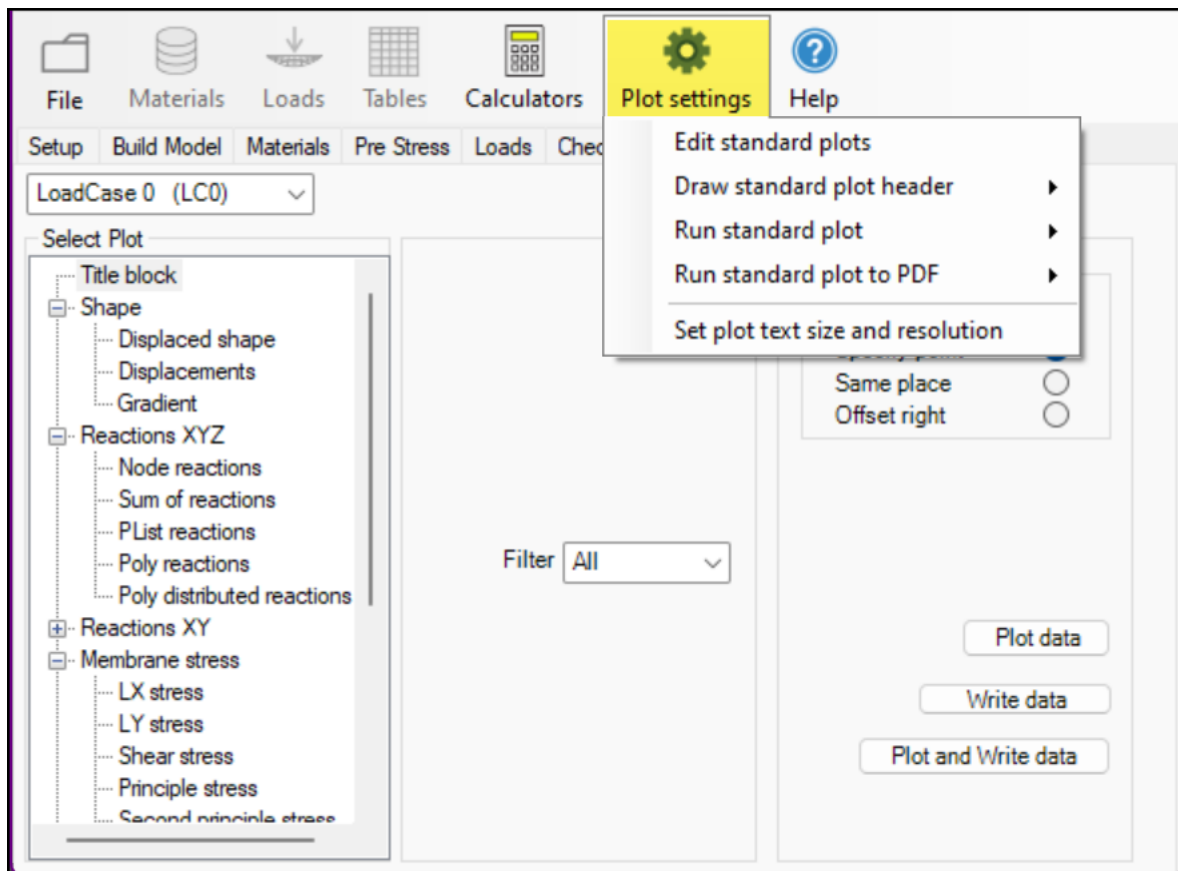 File Materials Loads Tables Calculators Plot settings Help
Setup Build Model Materials Pre Stress Loads
Edit standard plots
LoadCase 0 (LC0)
Draw standard plot header
Run standard plot
Run standard plot to PDF
Set plot text size and resolution
Select Plot
Title block
Shape
Displaced shape
Displacements
Gradient
Reactions XYZ
Node reactions
Sum of reactions
PList reactions
Poly reactions
Poly distributed reactions
Reactions XY
Membrane stress
LX stress
LY stress
Shear stress
Principle stress
Second principle stress
Filter All
Same place
Offset right
Plot data
Write data
Plot and Write data